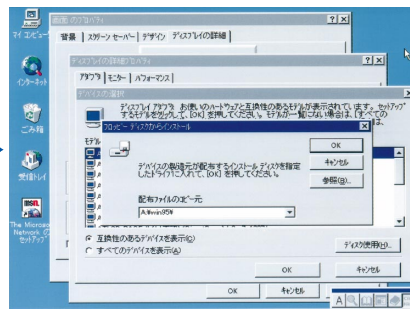 画面 のプロパティ
背景 スクリーン セーバー デザイン ディスプレイの詳細
ディスプレイの詳細プロパティ
アダプタ モニター パフォーマンス
デバイスの選択
ディスプレイ アダプタ: お使いのハードウェアと互換性のあるモデルが表示されています。セットアップ
するモデルをクリックして、[OK] を押してください。モデルが一覧にない場合は、[すべての
フロッピー ディスクからインストール
デバイスの製造元が配布するインストール ディスクを指定
したドライブに入れて、[OK] を押してください。
OK
キャンセル
参照(B)...
配布ファイルのコピー元
A:¥win95¥
互換性のあるデバイスを表示(C)
すべてのデバイスを表示(A)
ディスク使用(H)...
OK
キャンセル
OK
キャンセル
マイ コンピュー
ごみ箱
受信トレイ
msn.
The Microsoft
Network の
セットアップ
A